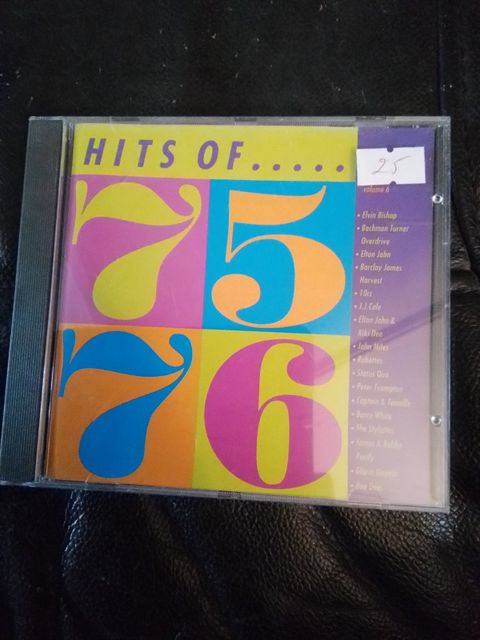 HITS OF.....
25
75
76
volume 6
• Elvin Bishop
• Bachman Turner
Overdrive
• Elton John
• Barclay James
Harvest
• 10cc
• J.J. Cale
• Elton John &
Kiki Dee
• John Miles
• Rubettes
• Status Quo
• Peter Frampton
• Captain & Tennille
• Barry White
• The Stylistics
• James & Bobby
Purify
• Gloria Gaynor
• Bee Gees